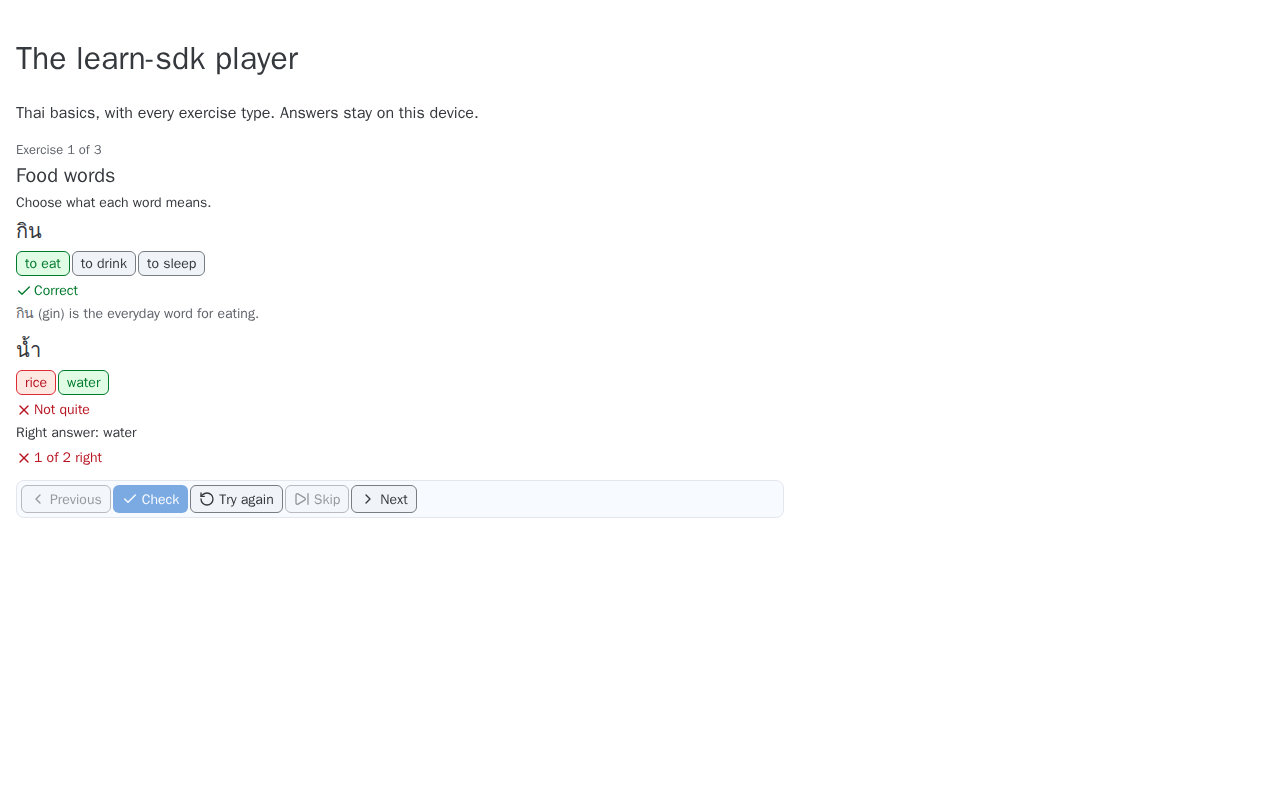 The learn-sdk player
Thai basics, with every exercise type. Answers stay on this device.
Exercise 1 of 3
Food words
Choose what each word means.
กิน
to eat to drink to sleep
Correct
กิน (gin) is the everyday word for eating.
น้ำ
rice water
Not quite
Right answer: water
1 of 2 right
Previous Check Try again Skip Next